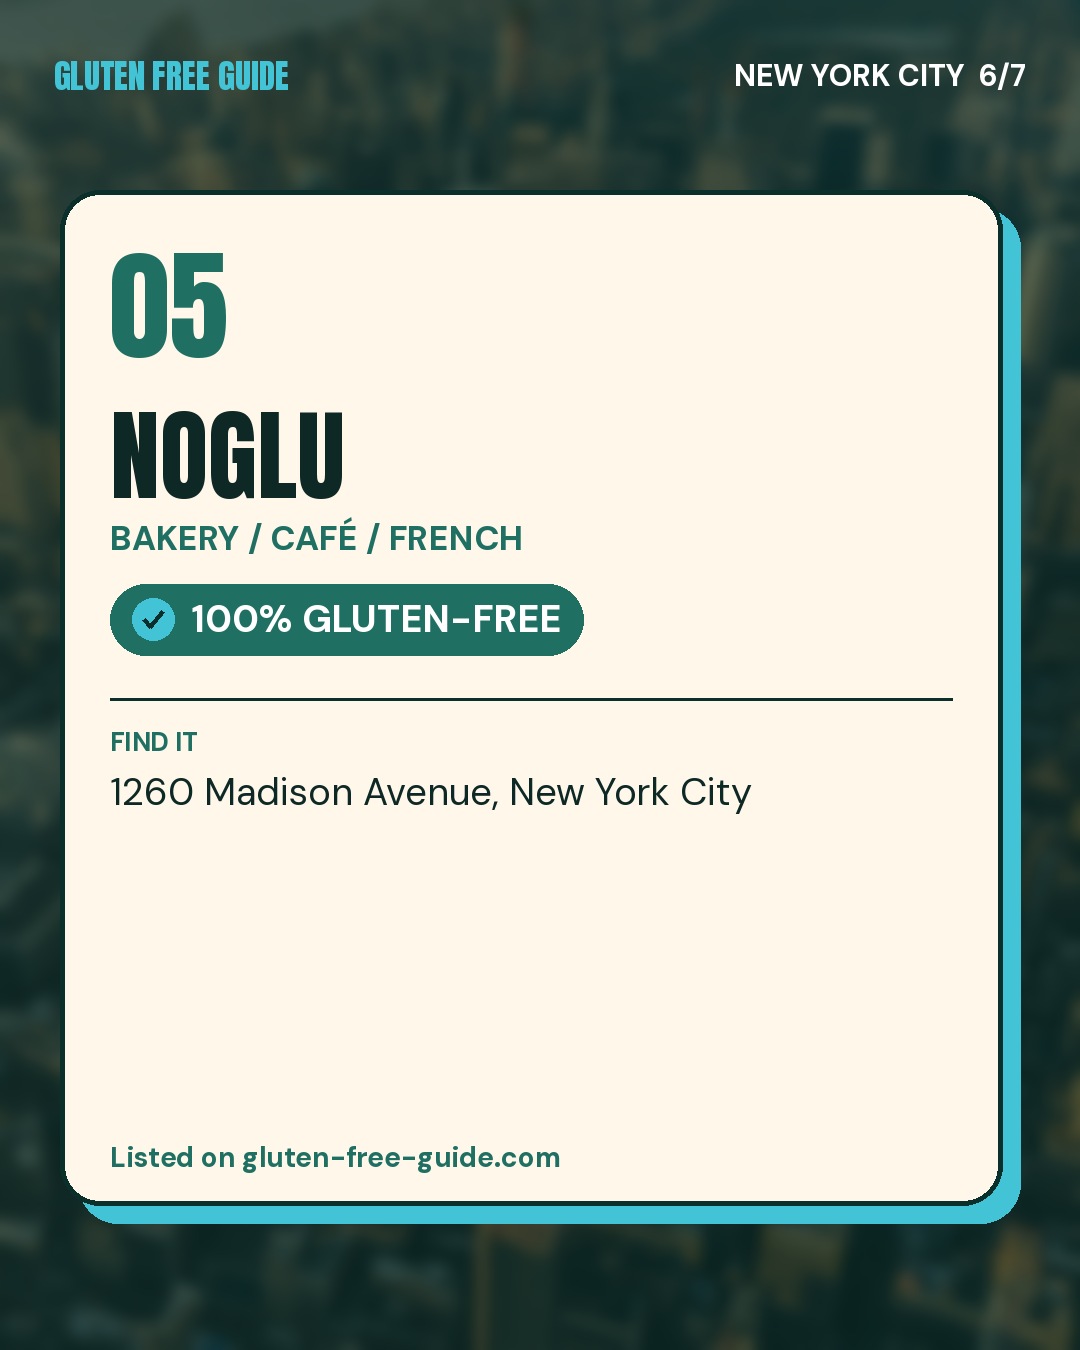 GLUTEN FREE GUIDE
NEW YORK CITY 6/7
05
NOGLU
BAKERY / CAFÉ / FRENCH
100% GLUTEN-FREE
FIND IT
1260 Madison Avenue, New York City
Listed on gluten-free-guide.com